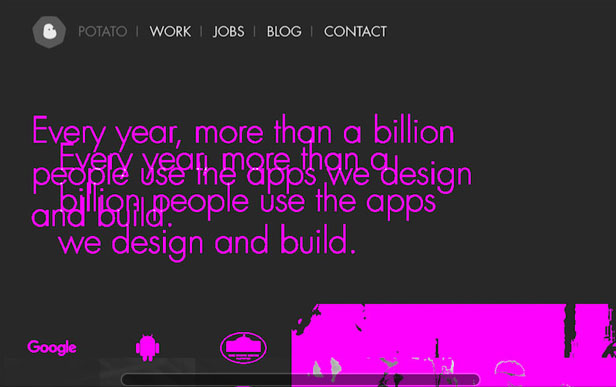 POTATO | WORK | JOBS | BLOG | CONTACT
Every year, more than a billion
people use the apps we design
and build.
Every year, more than a
billion people use the apps
we design and build.
Google